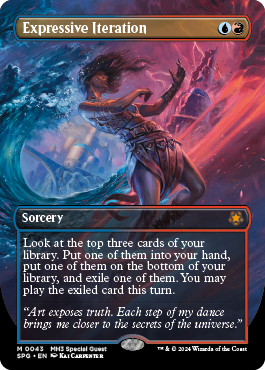 Expressive Iteration
Sorcery
Look at the top three cards of your
library. Put one of them into your hand,
put one of them on the bottom of your
library, and exile one of them. You may
play the exiled card this turn.
“Art exposes truth. Each step of my dance
brings me closer to the secrets of the universe.”
M 0043 MH3 Special Guest
SPG • EN Kai Carpenter
™ & © 2024 Wizards of the Coast